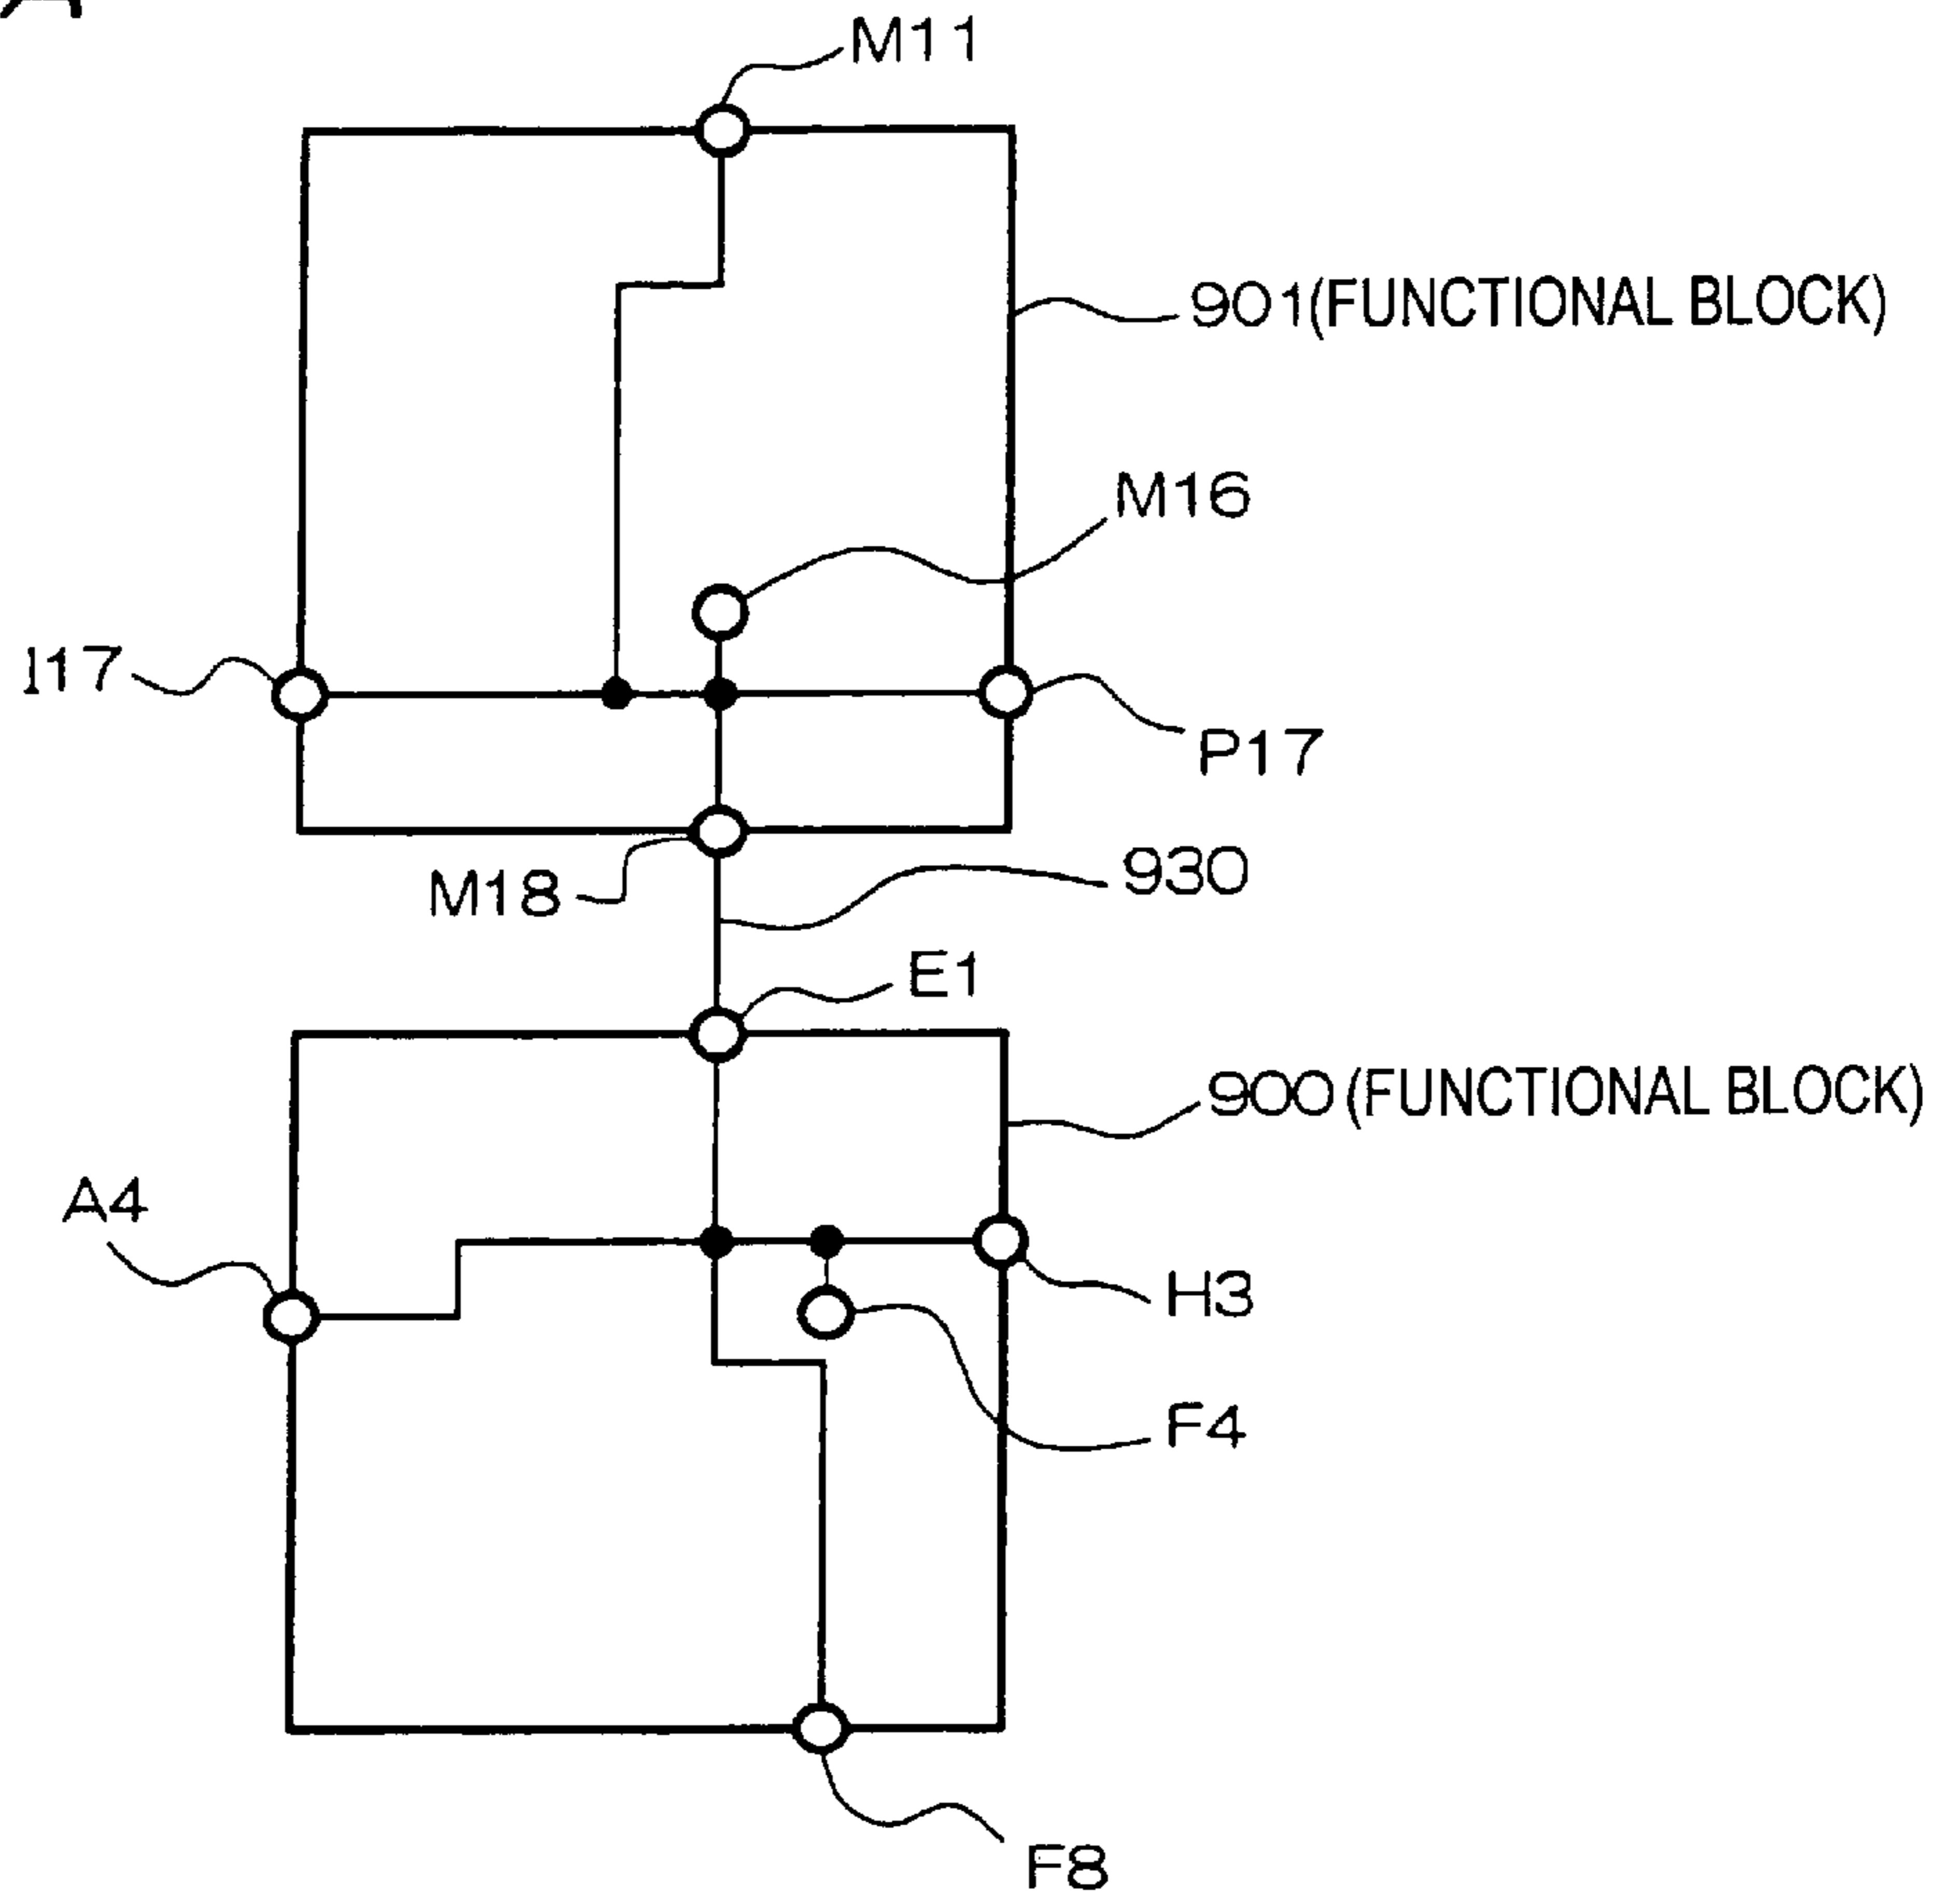 M11
901(FUNCTIONAL BLOCK)
M16
I17
P17
930
M18
E1
900(FUNCTIONAL BLOCK)
A4
H3
F4
F8